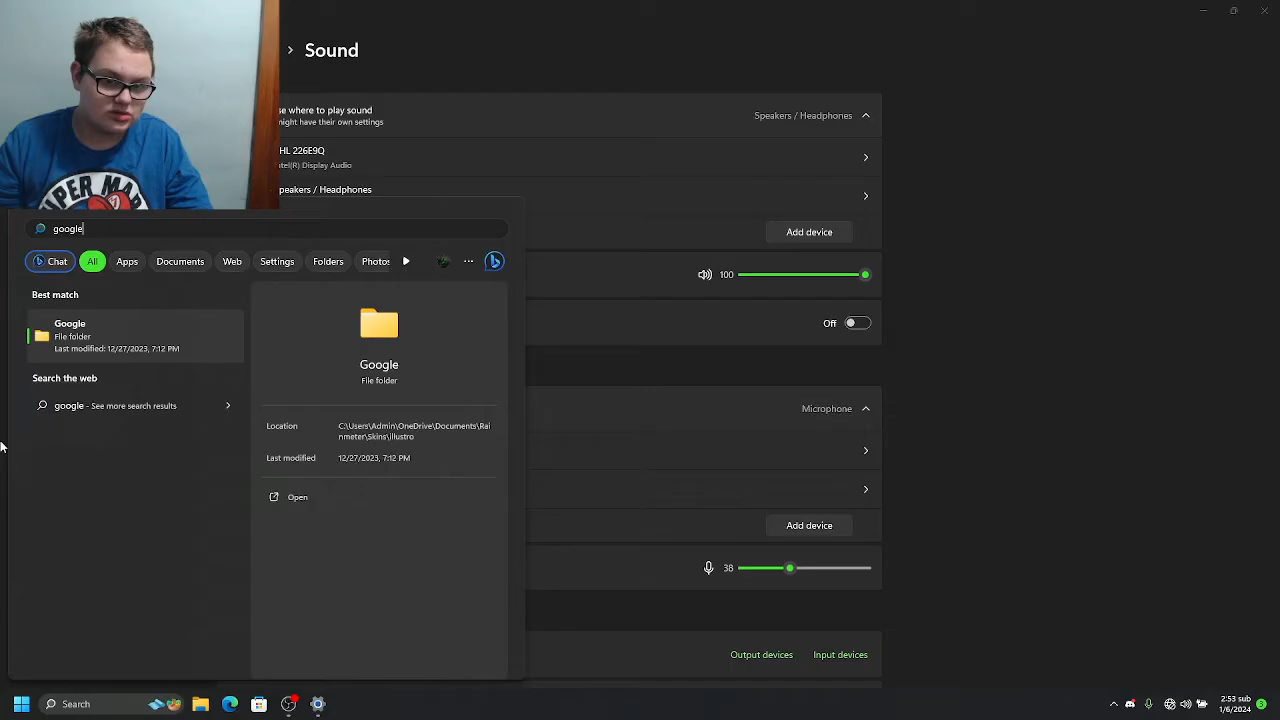 Sound
se where to play sound
might have their own settings
Speakers / Headphones
HL 226E9Q
ntel(R) Display Audio
peakers / Headphones
Add device
100
Off
Microphone
Add device
38
Output devices
Input devices
google
Chat
All
Apps
Documents
Web
Settings
Folders
Photos
Best match
Google
File folder
Last modified: 12/27/2023, 7:12 PM
Search the web
google - See more search results
Google
File folder
Location
C:\Users\Admin\OneDrive\Documents\Rai
nmeter\Skins\Illustro
Last modified
12/27/2023, 7:12 PM
Open
Search
2:53 sub
1/6/2024
3